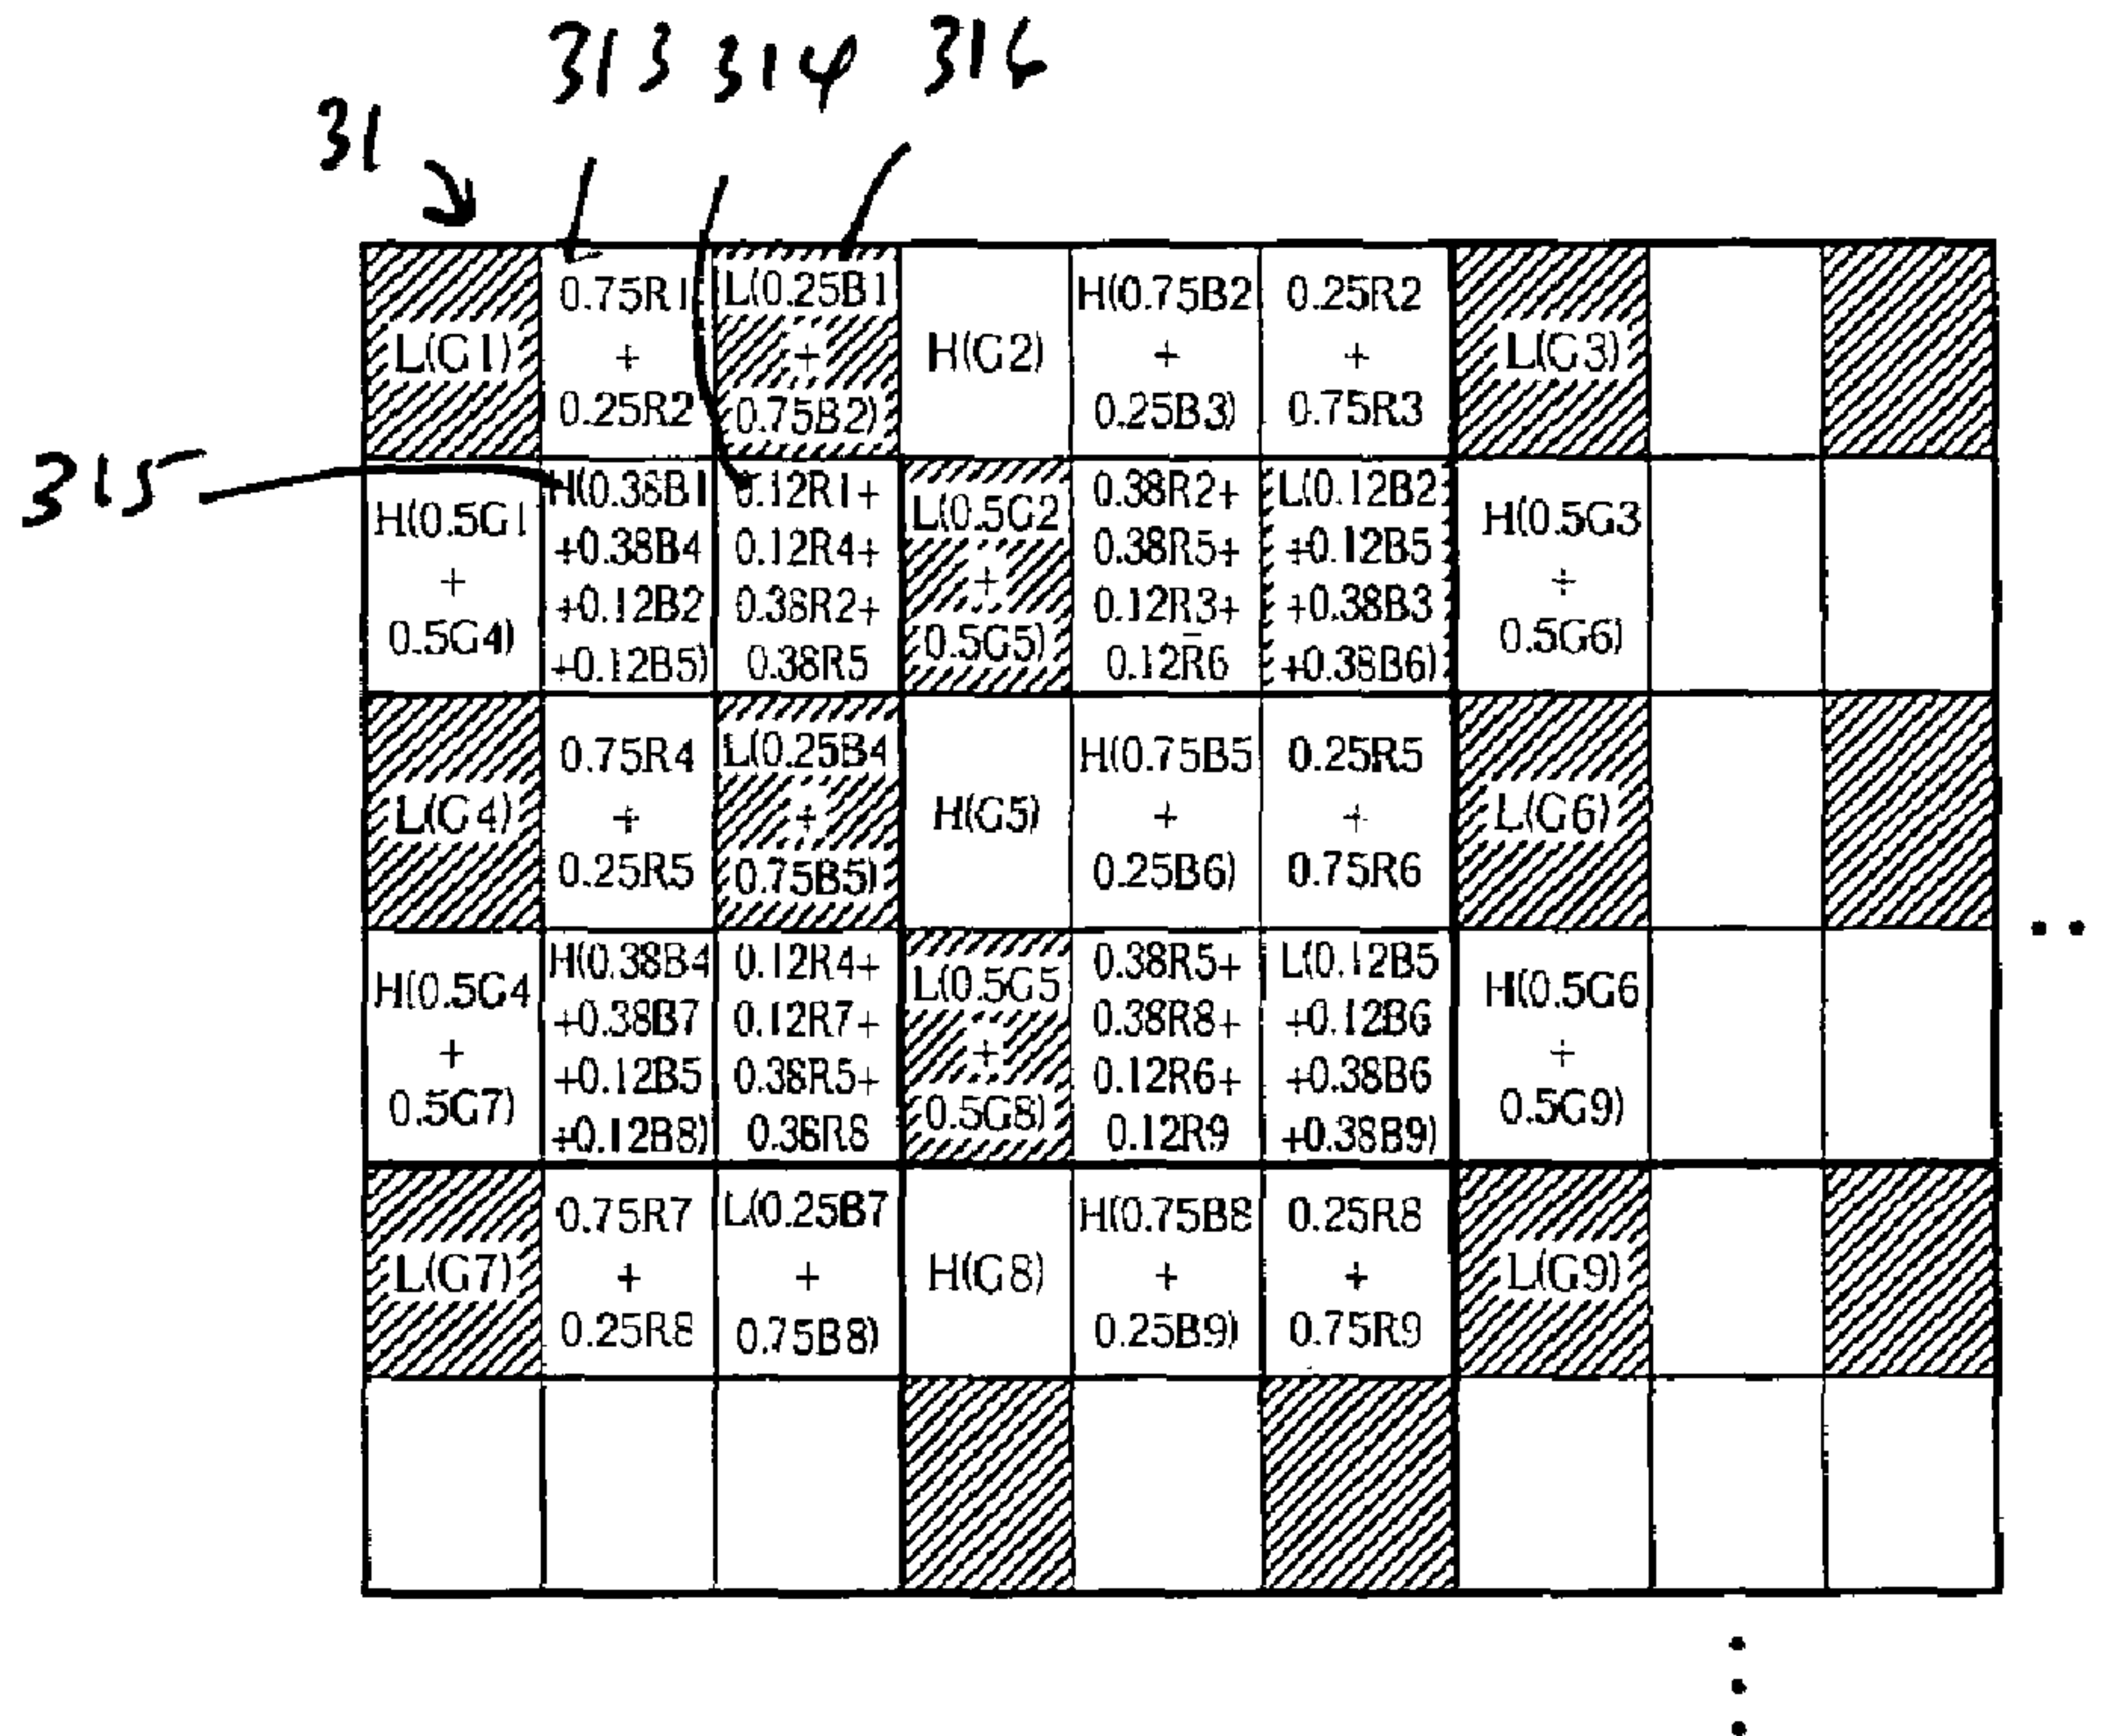 313 314 316
31
0.75R1 L(0.25B1 H(0.75B2 0.25R2
L(G1) + + H(G2) + + L(G3)
0.25R2 0.75B2) 0.25B3) 0.75R3
315
H(0.38B1 0.12R1+ 0.38R2+ L(0.12B2
H(0.5G1 +0.38B4 0.12R4+ L(0.5G2 0.38R5+ +0.12B5 H(0.5G3
+ +0.12B2 0.38R2+ + 0.12R3+ +0.38B3 +
0.5G4) +0.12B5) 0.38R5 0.5G5) 0.12R6 +0.38B6) 0.5G6)
0.75R4 L(0.25B4 H(0.75B5 0.25R5
L(G4) + + H(G5) + + L(G6)
0.25R5 0.75B5) 0.25B6) 0.75R6
H(0.38B4 0.12R4+ 0.38R5+ L(0.12B5
H(0.5G4 +0.38B7 0.12R7+ L(0.5G5 0.38R8+ +0.12B6 H(0.5G6
+ +0.12B5 0.38R5+ + 0.12R6+ +0.38B6 +
0.5G7) +0.12B8) 0.38R8 0.5G8) 0.12R9 +0.38B9) 0.5G9)
0.75R7 L(0.25B7 H(0.75B8 0.25R8
L(G7) + + H(G8) + + L(G9)
0.25R8 0.75B8) 0.25B9) 0.75R9